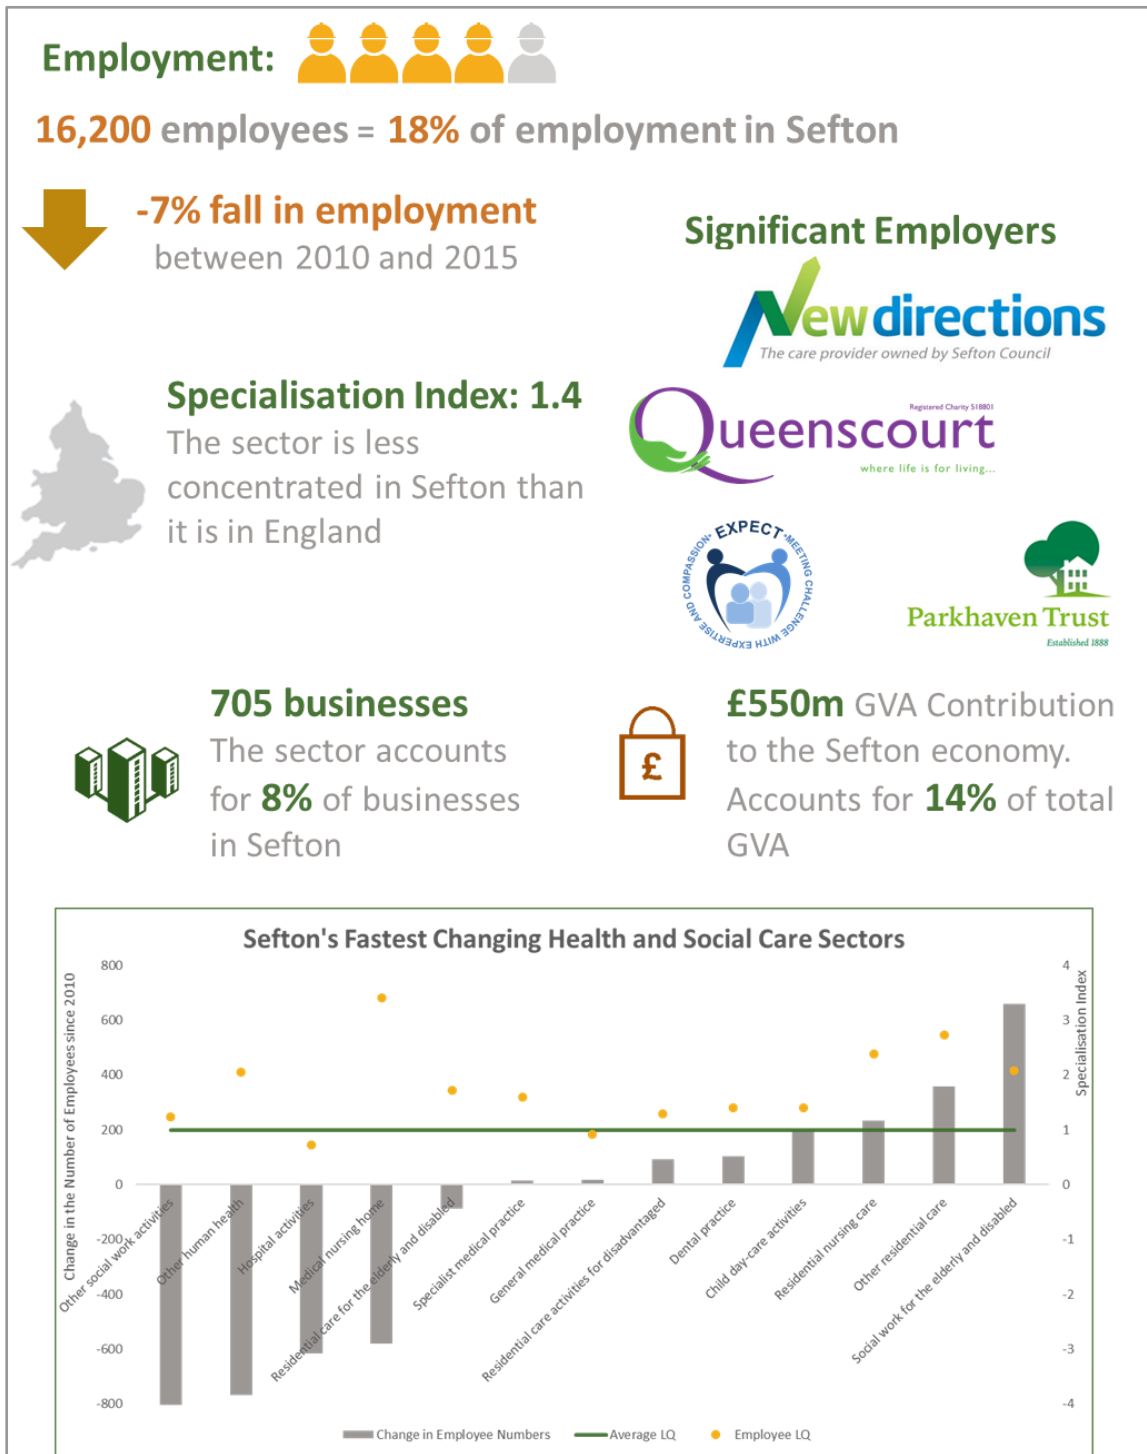 Employment:
16,200 employees = 18% of employment in Sefton
-7% fall in employment
between 2010 and 2015
Significant Employers
New directions
The care provider owned by Sefton Council
Specialisation Index: 1.4
The sector is less
concentrated in Sefton than
it is in England
Registered Charity 518801
Queenscourt
where life is for living...
EXPECT • MEETING CHALLENGE WITH EXPERTISE AND COMPASSION •
Parkhaven Trust
Established 1888
705 businesses
The sector accounts
for 8% of businesses
in Sefton
£
£550m GVA Contribution
to the Sefton economy.
Accounts for 14% of total
GVA
Sefton's Fastest Changing Health and Social Care Sectors
Change in the Number of Employees since 2010
800
600
400
200
0
-200
-400
-600
-800
Specialisation Index
4
3
2
1
0
-1
-2
-3
-4
Other social work activities
Other human health
Hospital activities
Medical nursing home
Residential care for the elderly and disabled
Specialist medical practice
General medical practice
Residential care activities for disadvantaged
Dental practice
Child day-care activities
Residential nursing care
Other residential care
Social work for the elderly and disabled
Change in Employee Numbers
Average LQ
Employee LQ